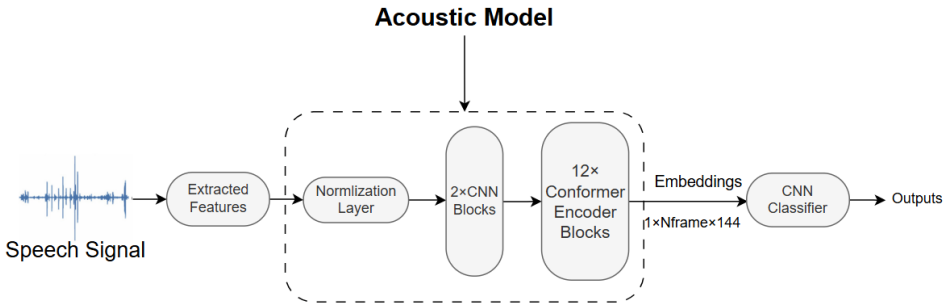 Acoustic Model
Speech Signal
Extracted
Features
Normlization
Layer
2×CNN
Blocks
12×
Conformer
Encoder
Blocks
Embeddings
1×Nframe×144
CNN
Classifier
Outputs